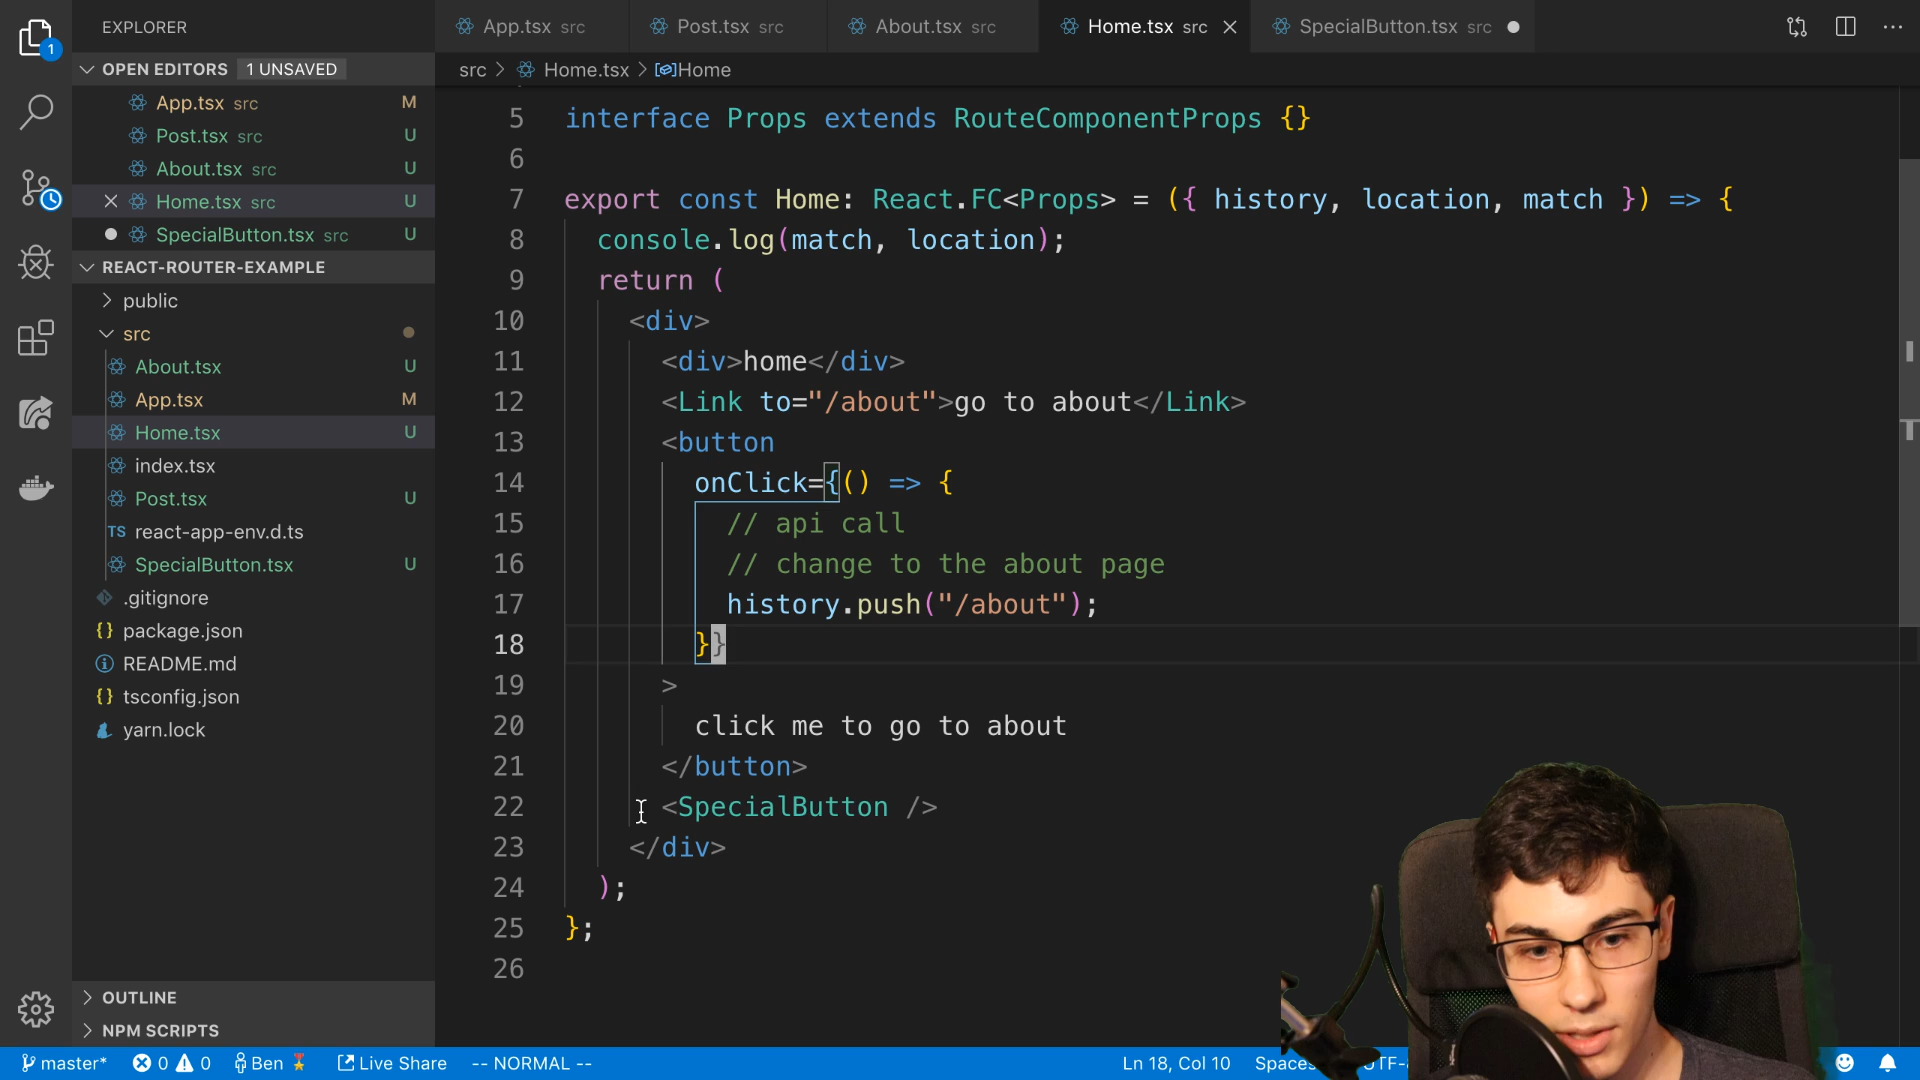 EXPLORER
1
OPEN EDITORS 1 UNSAVED
App.tsx src M
Post.tsx src U
About.tsx src U
Home.tsx src U
SpecialButton.tsx src U
REACT-ROUTER-EXAMPLE
public
src
About.tsx U
App.tsx M
Home.tsx U
index.tsx
Post.tsx U
TS react-app-env.d.ts
SpecialButton.tsx U
.gitignore
{} package.json
README.md
{} tsconfig.json
yarn.lock
OUTLINE
NPM SCRIPTS
App.tsx src
Post.tsx src
About.tsx src
Home.tsx src
SpecialButton.tsx src
src > Home.tsx > Home
5 interface Props extends RouteComponentProps {}
6
7 export const Home: React.FC<Props> = ({ history, location, match }) => {
8 console.log(match, location);
9 return (
10 <div>
11 <div>home</div>
12 <Link to="/about">go to about</Link>
13 <button
14 onClick={() => {
15 // api call
16 // change to the about page
17 history.push("/about");
18 }}
19 >
20 click me to go to about
21 </button>
22 <SpecialButton />
23 </div>
24 );
25 };
26
master* 0 0 Ben Live Share -- NORMAL -- Ln 18, Col 10